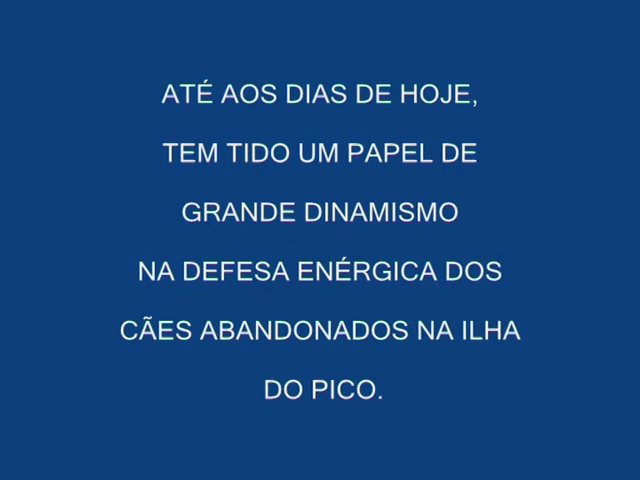 ATÉ AOS DIAS DE HOJE,
TEM TIDO UM PAPEL DE
GRANDE DINAMISMO
NA DEFESA ENÉRGICA DOS
CÃES ABANDONADOS NA ILHA
DO PICO.